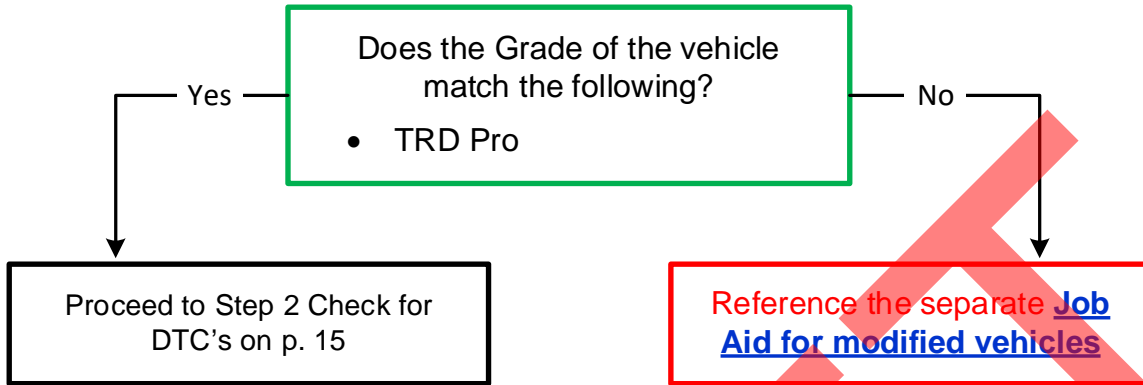 Does the Grade of the vehicle
match the following?
• TRD Pro
Yes
No
Proceed to Step 2 Check for
DTC's on p. 15
Reference the separate Job
Aid for modified vehicles